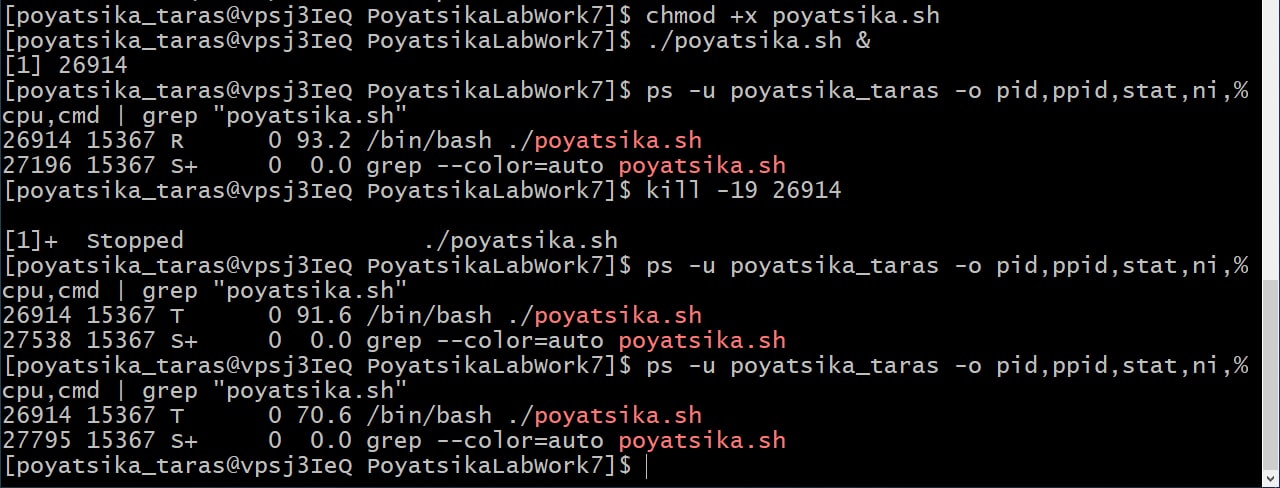 [poyatsika_taras@vpsj3IeQ PoyatsikaLabWork7]$ chmod +x poyatsika.sh
[poyatsika_taras@vpsj3IeQ PoyatsikaLabWork7]$ ./poyatsika.sh &
[1] 26914
[poyatsika_taras@vpsj3IeQ PoyatsikaLabWork7]$ ps -u poyatsika_taras -o pid,ppid,stat,ni,%
cpu,cmd | grep "poyatsika.sh"
26914 15367 R      0 93.2 /bin/bash ./poyatsika.sh
27196 15367 S+     0  0.0 grep --color=auto poyatsika.sh
[poyatsika_taras@vpsj3IeQ PoyatsikaLabWork7]$ kill -19 26914
[1]+  Stopped                 ./poyatsika.sh
[poyatsika_taras@vpsj3IeQ PoyatsikaLabWork7]$ ps -u poyatsika_taras -o pid,ppid,stat,ni,%
cpu,cmd | grep "poyatsika.sh"
26914 15367 T      0 91.6 /bin/bash ./poyatsika.sh
27538 15367 S+     0  0.0 grep --color=auto poyatsika.sh
[poyatsika_taras@vpsj3IeQ PoyatsikaLabWork7]$ ps -u poyatsika_taras -o pid,ppid,stat,ni,%
cpu,cmd | grep "poyatsika.sh"
26914 15367 T      0 70.6 /bin/bash ./poyatsika.sh
27795 15367 S+     0  0.0 grep --color=auto poyatsika.sh
[poyatsika_taras@vpsj3IeQ PoyatsikaLabWork7]$